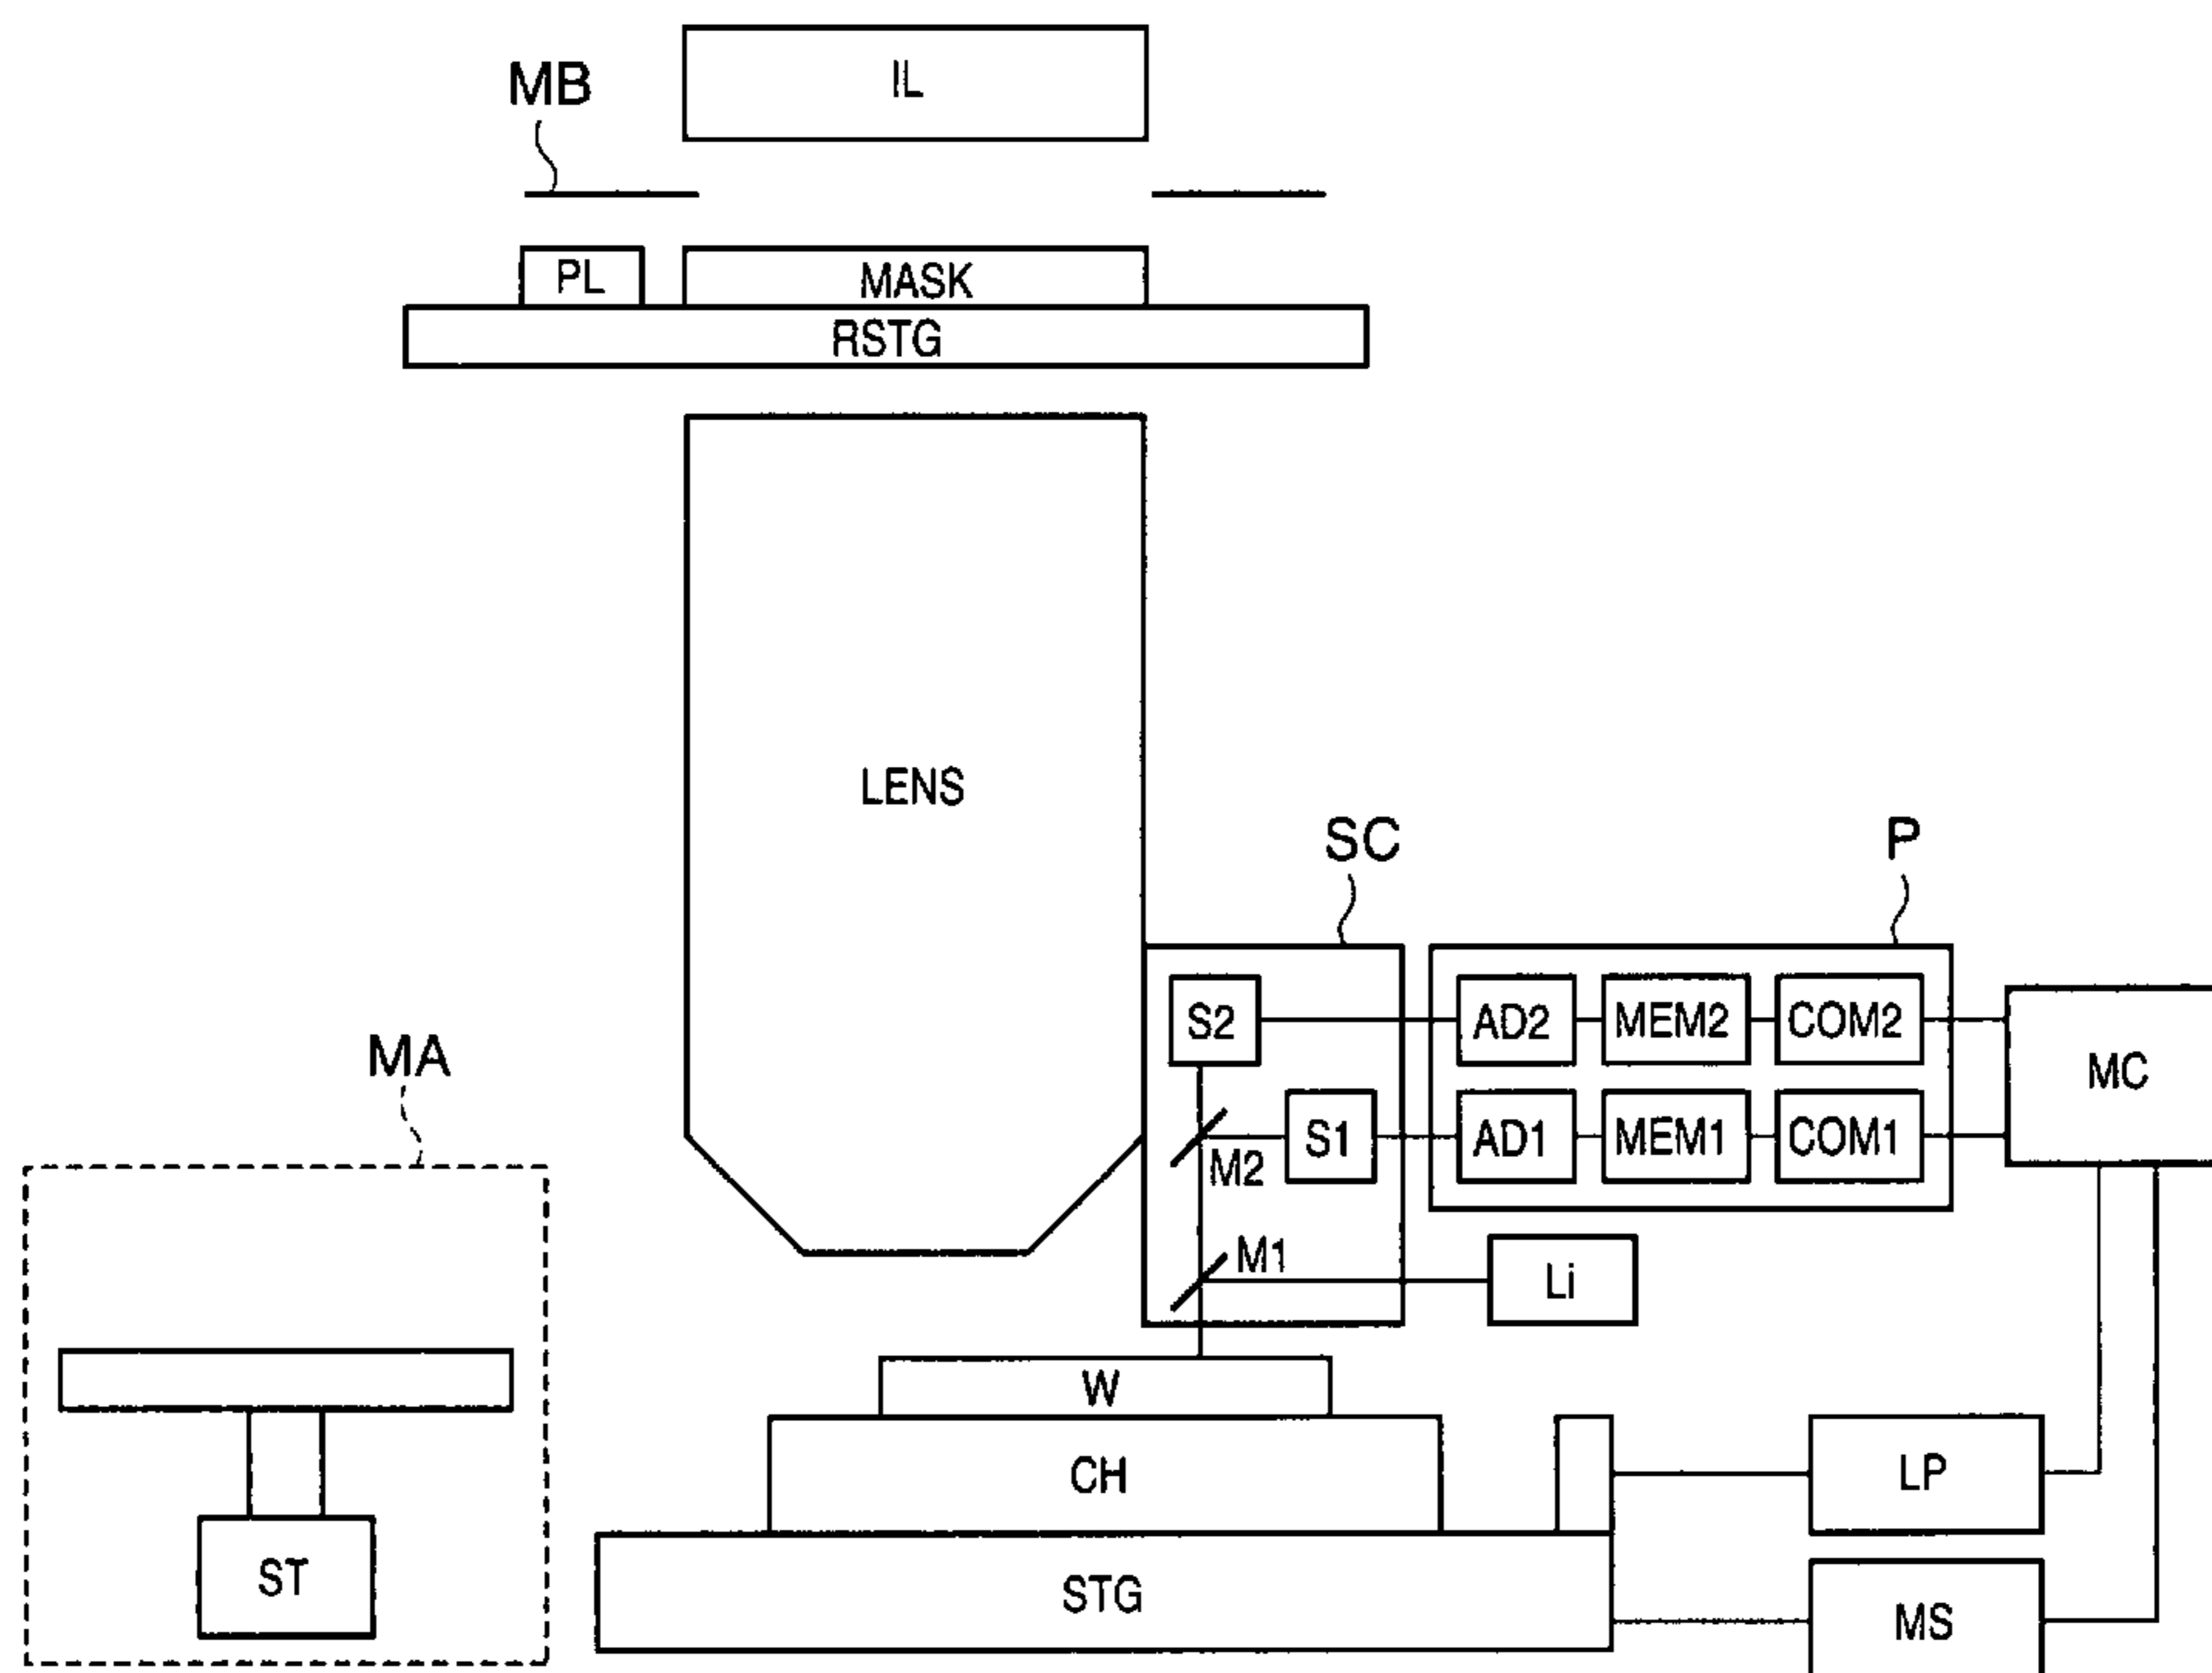 IL
MB
PL
MASK
RSTG
LENS
SC
P
S2
AD2
MEM2
COM2
MC
MA
S1
AD1
MEM1
COM1
M2
M1
Li
W
CH
LP
ST
STG
MS